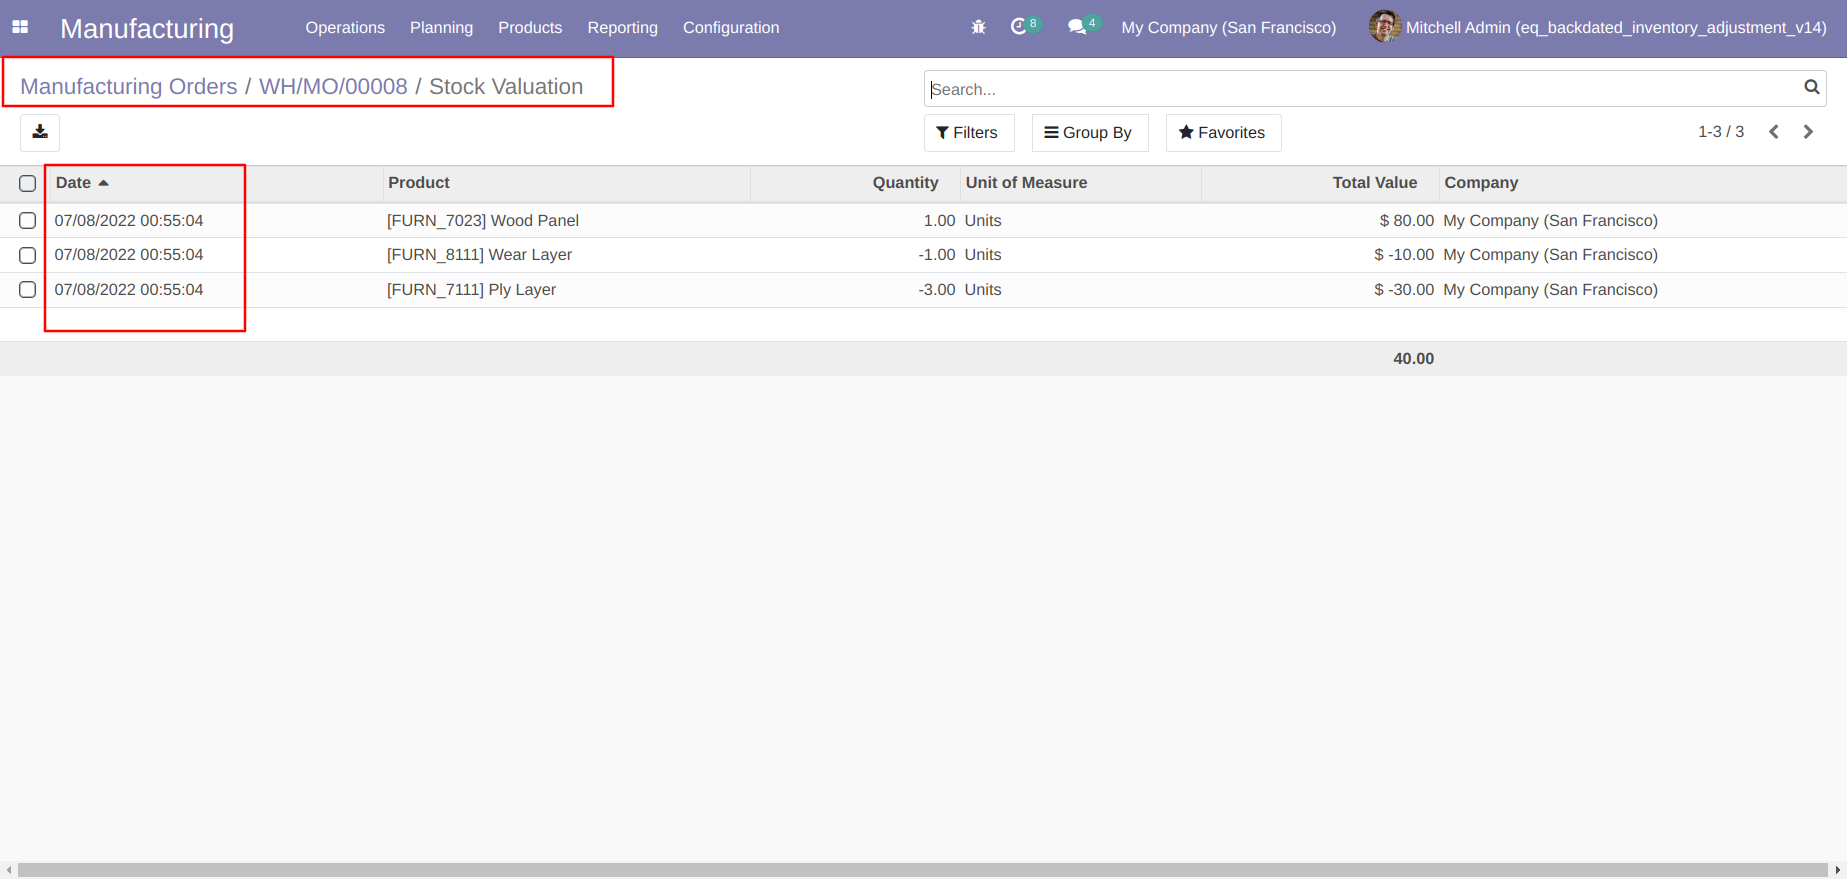 Manufacturing Operations Planning Products Reporting Configuration 8 4 My Company (San Francisco) Mitchell Admin (eq_backdated_inventory_adjustment_v14)
Manufacturing Orders / WH/MO/00008 / Stock Valuation
Search...
Filters Group By Favorites 1-3 / 3
Date Product Quantity Unit of Measure Total Value Company
07/08/2022 00:55:04 [FURN_7023] Wood Panel 1.00 Units $ 80.00 My Company (San Francisco)
07/08/2022 00:55:04 [FURN_8111] Wear Layer -1.00 Units $ -10.00 My Company (San Francisco)
07/08/2022 00:55:04 [FURN_7111] Ply Layer -3.00 Units $ -30.00 My Company (San Francisco)
40.00